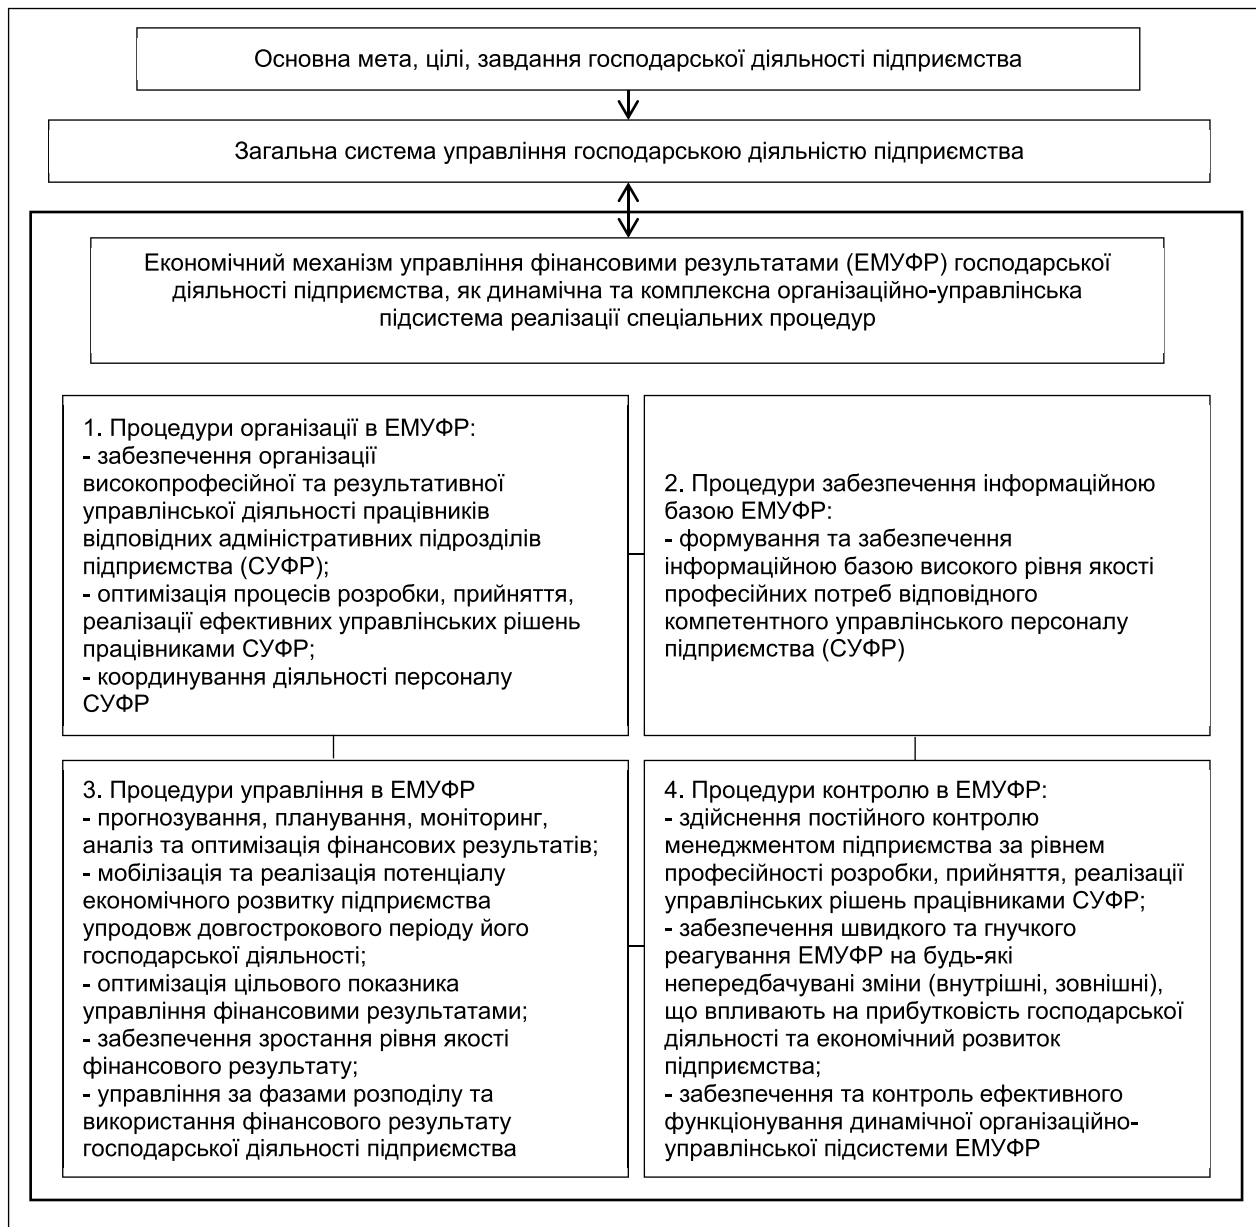 Основна мета, цілі, завдання господарської діяльності підприємства
Загальна система управління господарською діяльністю підприємства
Економічний механізм управління фінансовими результатами (ЕМУФР) господарської
діяльності підприємства, як динамічна та комплексна організаційно-управлінська
підсистема реалізації спеціальних процедур
1. Процедури організації в ЕМУФР:
- забезпечення організації
високопрофесійної та результативної
управлінської діяльності працівників
відповідних адміністративних підрозділів
підприємства (СУФР);
- оптимізація процесів розробки, прийняття,
реалізації ефективних управлінських рішень
працівниками СУФР;
- координування діяльності персоналу
СУФР
2. Процедури забезпечення інформаційною
базою ЕМУФР:
- формування та забезпечення
інформаційною базою високого рівня якості
професійних потреб відповідного
компетентного управлінського персоналу
підприємства (СУФР)
3. Процедури управління в ЕМУФР
- прогнозування, планування, моніторинг,
аналіз та оптимізація фінансових результатів;
- мобілізація та реалізація потенціалу
економічного розвитку підприємства
упродовж довгострокового періоду його
господарської діяльності;
- оптимізація цільового показника
управління фінансовими результатами;
- забезпечення зростання рівня якості
фінансового результату;
- управління за фазами розподілу та
використання фінансового результату
господарської діяльності підприємства
4. Процедури контролю в ЕМУФР:
- здійснення постійного контролю
менеджментом підприємства за рівнем
професійності розробки, прийняття, реалізації
управлінських рішень працівниками СУФР;
- забезпечення швидкого та гнучкого
реагування ЕМУФР на будь-які
непередбачувані зміни (внутрішні, зовнішні),
що впливають на прибутковість господарської
діяльності та економічний розвиток
підприємства;
- забезпечення та контроль ефективного
функціонування динамічної організаційно-
управлінської підсистеми ЕМУФР